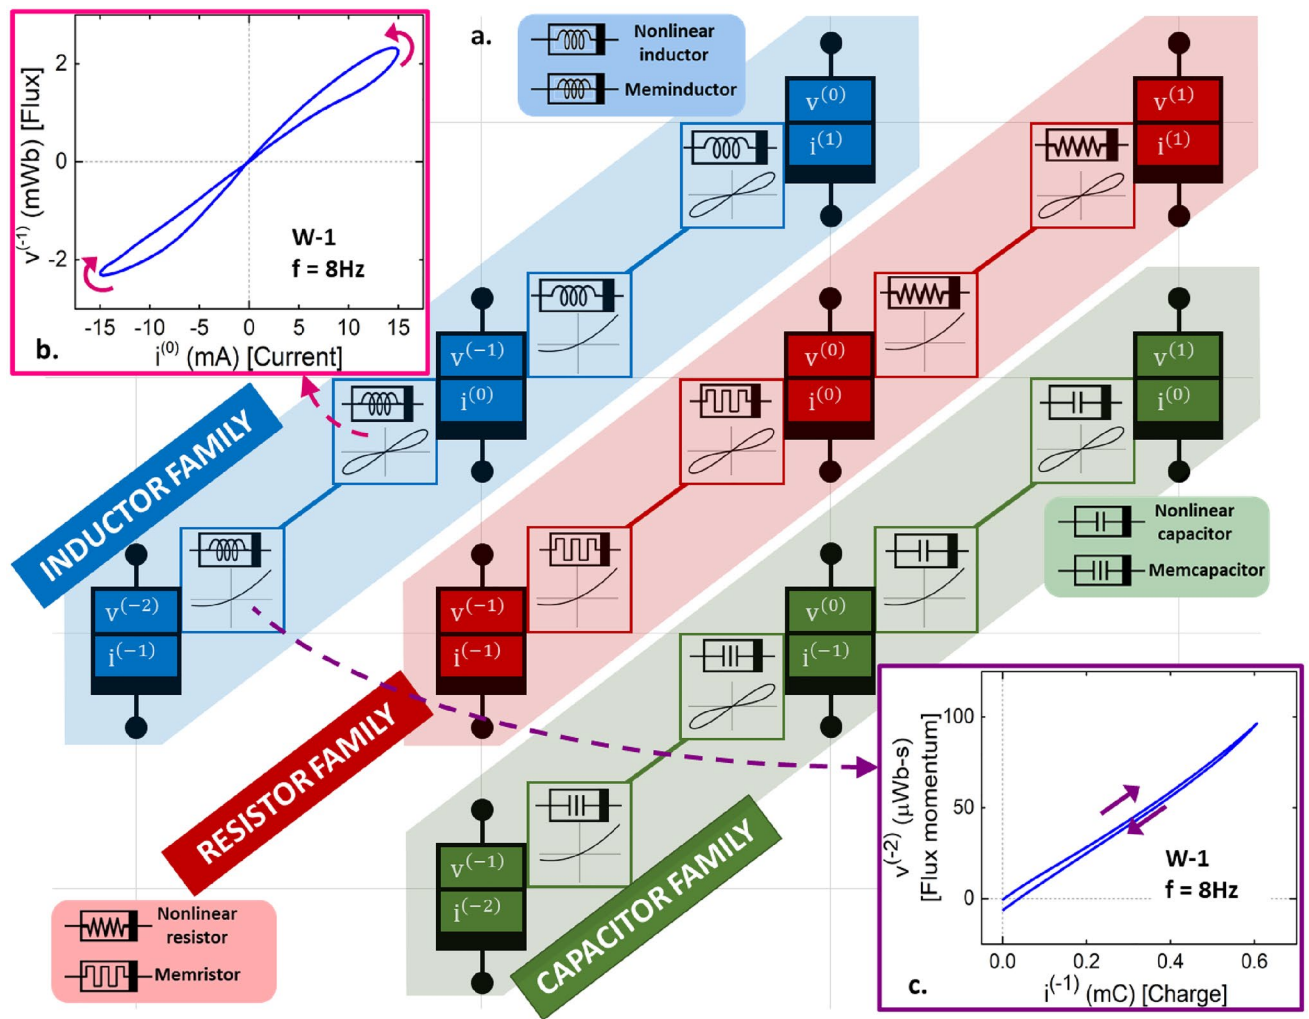 a.
Nonlinear
inductor
Meminductor
v⁽⁻¹⁾ (mWb) [Flux]
2
0
-2
W-1
f = 8Hz
-15 -10 -5 0 5 10 15
i⁽⁰⁾ (mA) [Current]
b.
v⁽⁰⁾
i⁽¹⁾
v⁽¹⁾
i⁽¹⁾
v⁽⁻¹⁾
i⁽⁰⁾
v⁽⁰⁾
i⁽⁰⁾
v⁽¹⁾
i⁽⁰⁾
INDUCTOR FAMILY
Nonlinear
capacitor
Memcapacitor
v⁽⁻²⁾
i⁽⁻¹⁾
v⁽⁻¹⁾
i⁽⁻¹⁾
v⁽⁰⁾
i⁽⁻¹⁾
RESISTOR FAMILY
v⁽⁻¹⁾
i⁽⁻²⁾
CAPACITOR FAMILY
Nonlinear
resistor
Memristor
v⁽⁻²⁾ (μWb-s)
[Flux momentum]
100
50
0
W-1
f = 8Hz
0.0 0.2 0.4 0.6
i⁽⁻¹⁾ (mC) [Charge]
c.